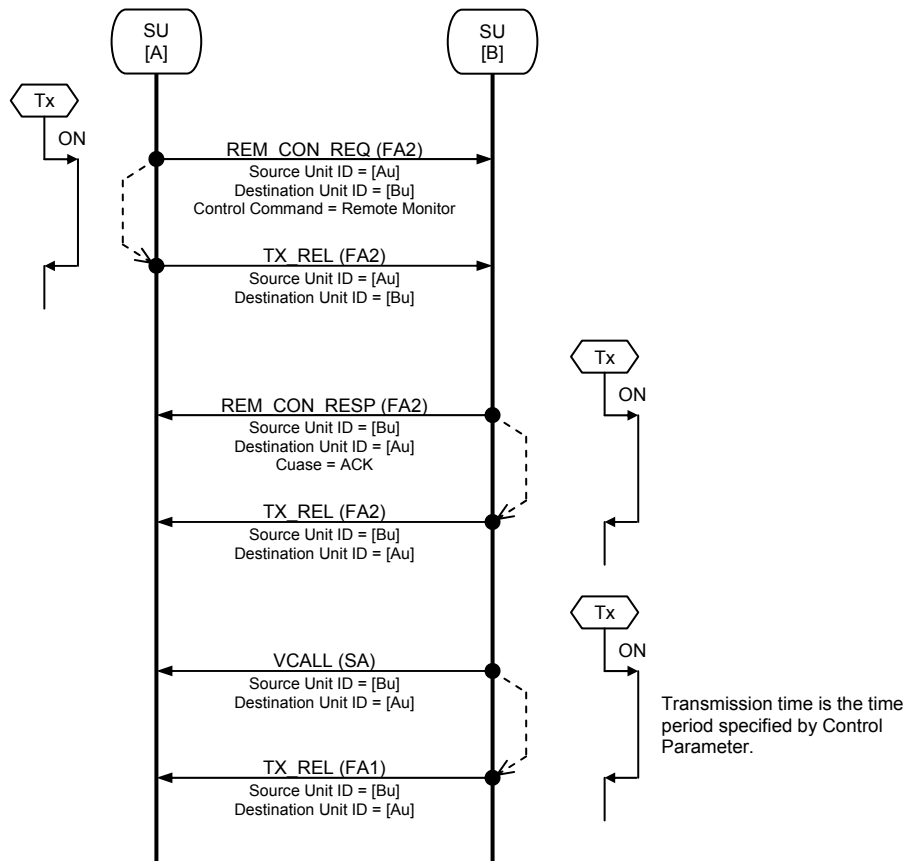 SU
[A]
SU
[B]
Tx
ON
REM_CON_REQ (FA2)
Source Unit ID = [Au]
Destination Unit ID = [Bu]
Control Command = Remote Monitor
TX_REL (FA2)
Source Unit ID = [Au]
Destination Unit ID = [Bu]
Tx
ON
REM_CON_RESP (FA2)
Source Unit ID = [Bu]
Destination Unit ID = [Au]
Cuase = ACK
TX_REL (FA2)
Source Unit ID = [Bu]
Destination Unit ID = [Au]
Tx
ON
VCALL (SA)
Source Unit ID = [Bu]
Destination Unit ID = [Au]
Transmission time is the time
period specified by Control
Parameter.
TX_REL (FA1)
Source Unit ID = [Bu]
Destination Unit ID = [Au]